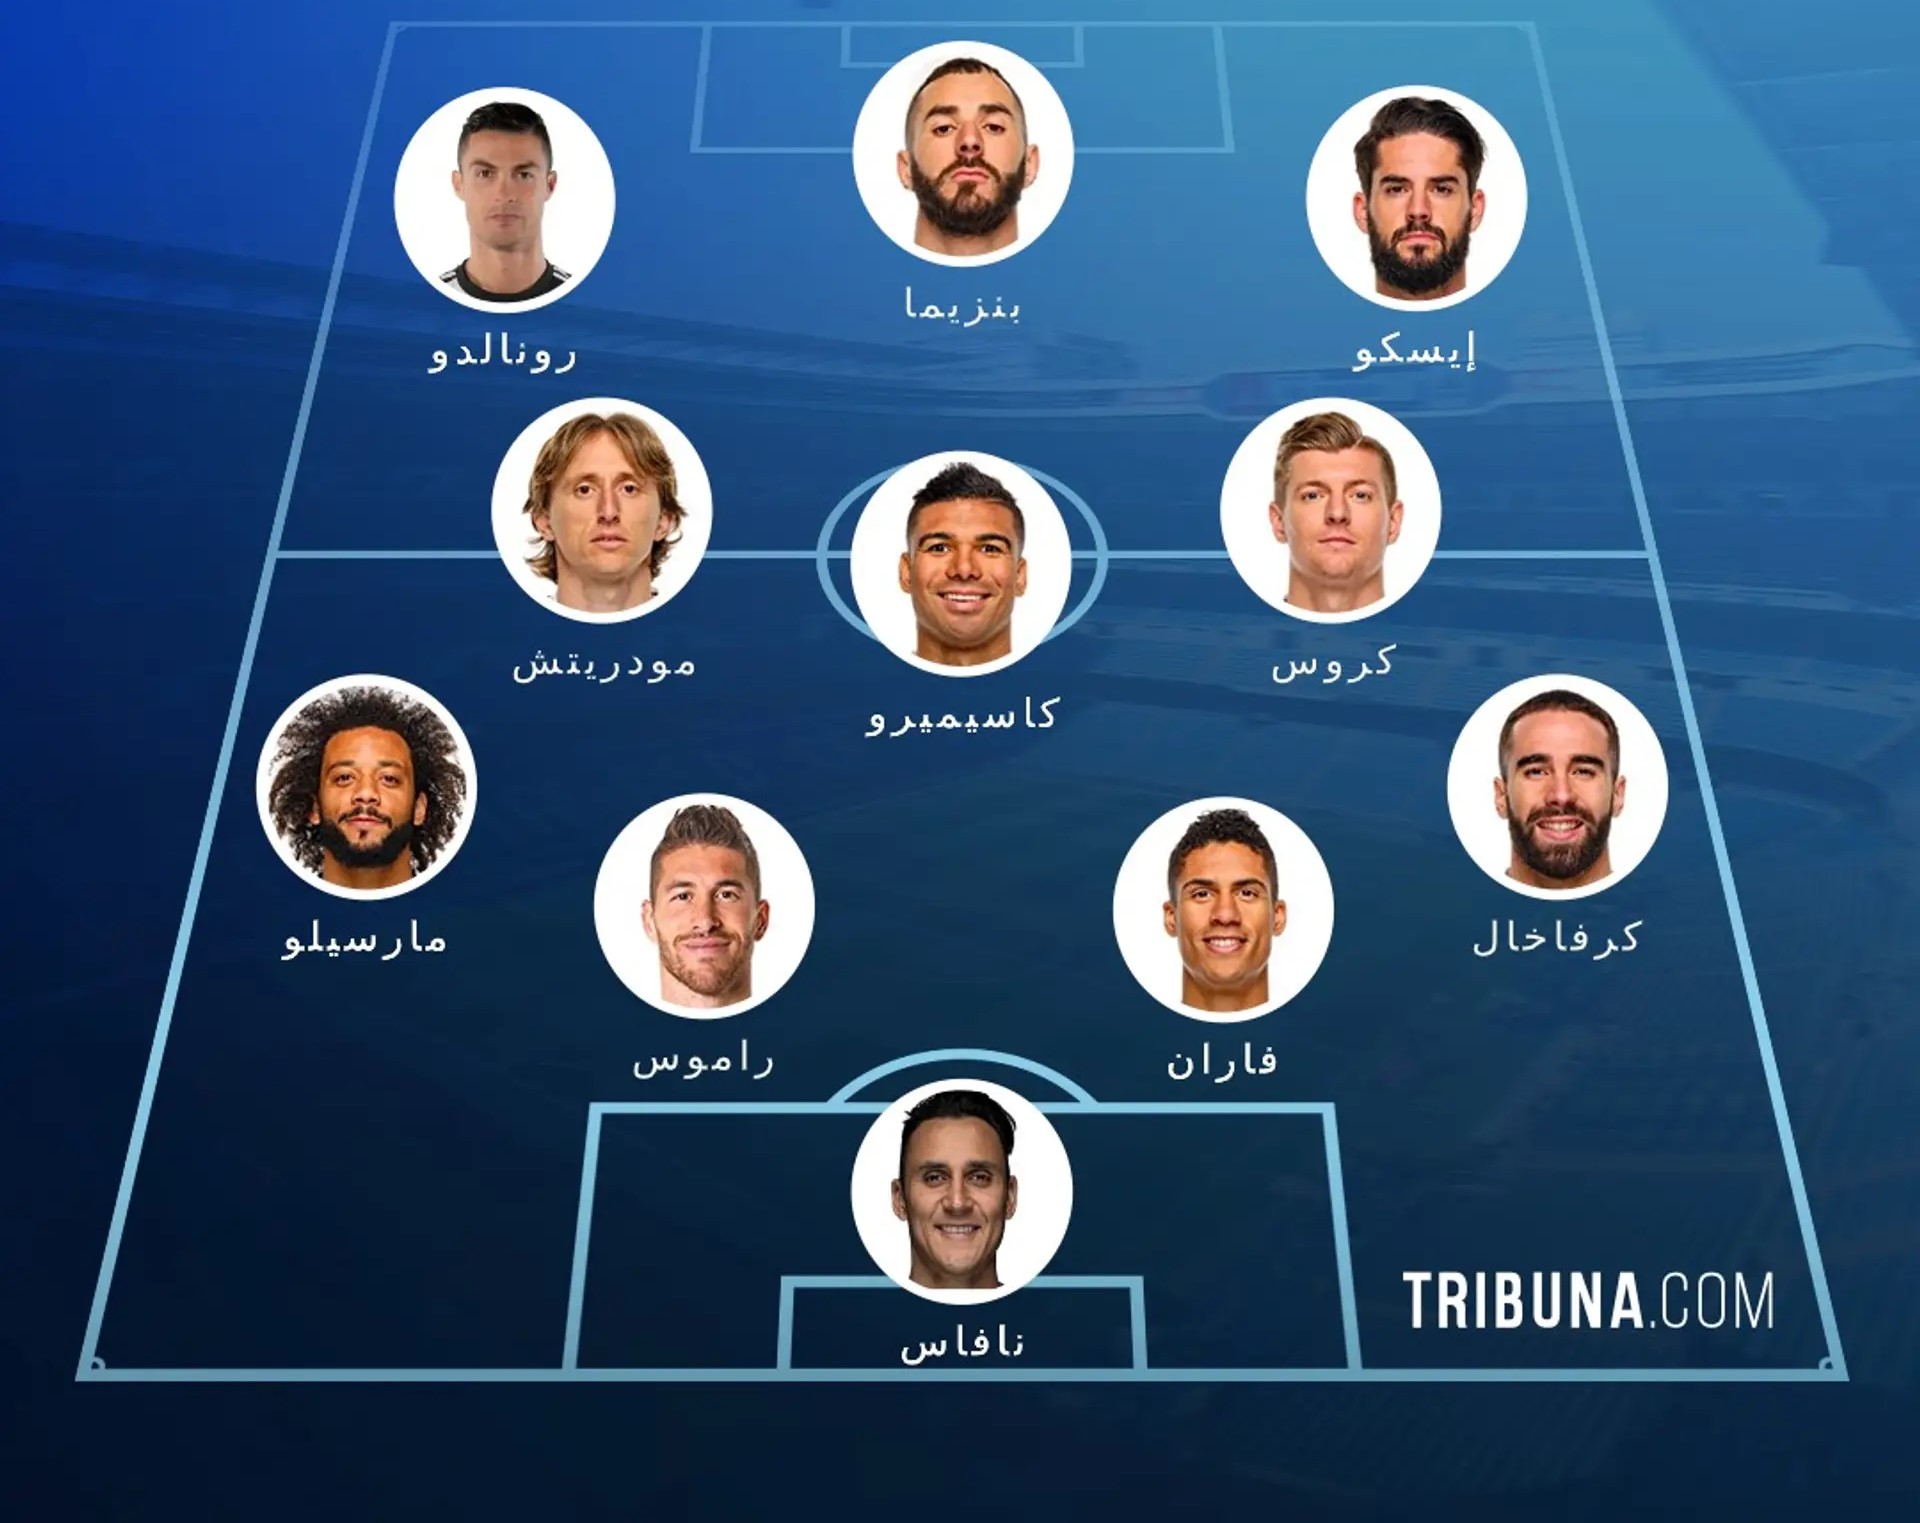 رونالدو
بنزيما
إيسكو
مودريتش
كاسيميرو
كروس
مارسيلو
راموس
فاران
كرفاخال
نافاس
TRIBUNA.COM